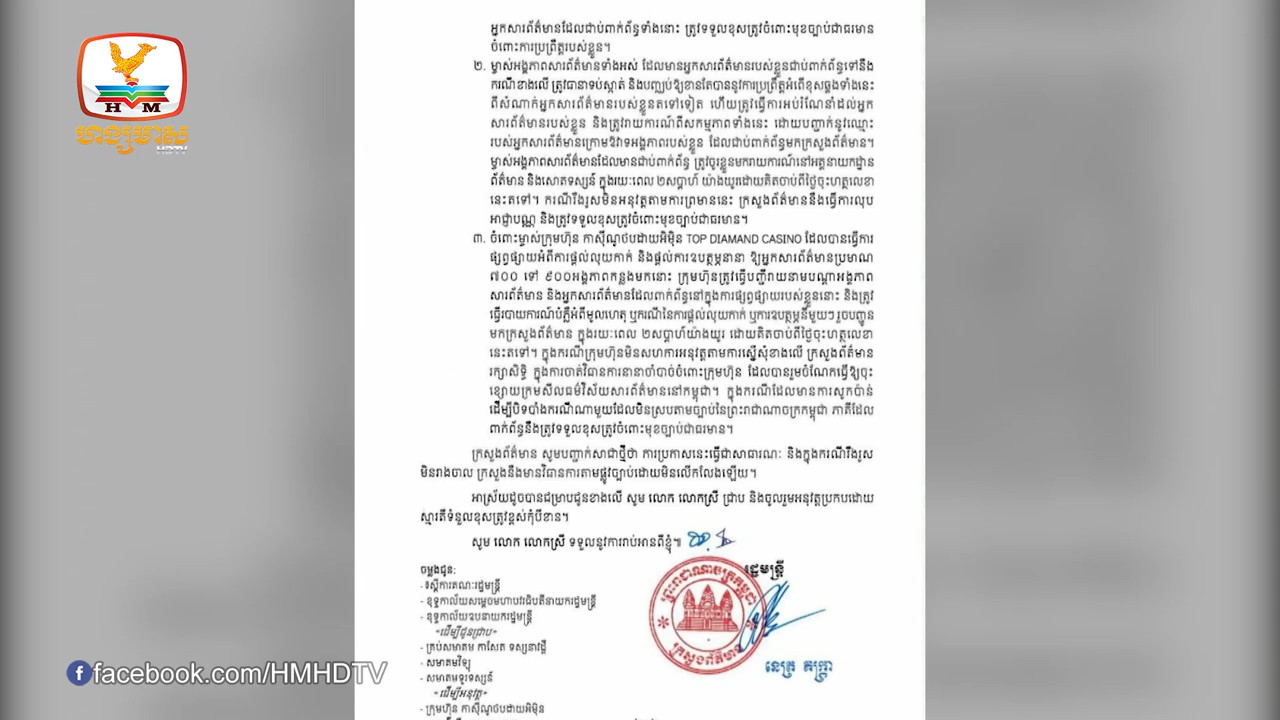 អ្នកសារព័ត៌មានដែលជាប់ពាក់ព័ន្ធទាំងនោះ ត្រូវទទួលខុសត្រូវចំពោះមុខច្បាប់ជាធរមាន
ចំពោះការប្រព្រឹត្តរបស់ខ្លួន។
២. ម្ចាស់អង្គភាពសារព័ត៌មានទាំងអស់ ដែលមានអ្នកសារព័ត៌មានរបស់ខ្លួនជាប់ពាក់ព័ន្ធទៅនឹង
ករណីខាងលើ ត្រូវធានាទប់ស្កាត់ និងបញ្ឈប់ឱ្យខានតែបាននូវការប្រព្រឹត្តអំពើខុសឆ្គងទាំងនេះ
ពីសំណាក់អ្នកសារព័ត៌មានរបស់ខ្លួនតទៅទៀត ហើយត្រូវធ្វើការអប់រំណែនាំដល់អ្នក
សារព័ត៌មានរបស់ខ្លួន និងត្រូវរាយការណ៍ពីសកម្មភាពទាំងនេះ ដោយបញ្ជាក់នូវឈ្មោះ
របស់អ្នកសារព័ត៌មានក្រោមឱវាទអង្គភាពរបស់ខ្លួន ដែលជាប់ពាក់ព័ន្ធមកក្រសួងព័ត៌មាន។
ម្ចាស់អង្គភាពសារព័ត៌មានដែលមានជាប់ពាក់ព័ន្ធ ត្រូវចូលខ្លួនមករាយការណ៍នៅអគ្គនាយកដ្ឋាន
ព័ត៌មាន និងសោតទស្សន៍ ក្នុងរយៈពេល ២សប្តាហ៍ យ៉ាងយូរដោយគិតចាប់ពីថ្ងៃចុះហត្ថលេខា
នេះតទៅ។ ករណីរឹងរូសមិនអនុវត្តតាមការព្រមាននេះ ក្រសួងព័ត៌មាននឹងធ្វើការលុប
អាជ្ញាបណ្ណ និងត្រូវទទួលខុសត្រូវចំពោះមុខច្បាប់ជាធរមាន។
៣. ចំពោះម្ចាស់ក្រុមហ៊ុន កាស៊ីណូថបដាយអិម៉ិន TOP DIAMAND CASINO ដែលបានធ្វើការ
ផ្សព្វផ្សាយអំពីការផ្តល់លុយកាក់ និងផ្តល់ការឧបត្ថម្ភនានា ឱ្យអ្នកសារព័ត៌មានប្រមាណ
៧០០ ទៅ ៩០០អង្គភាពកន្លងមកនោះ ក្រុមហ៊ុនត្រូវធ្វើបញ្ជីរាយនាមបណ្តាអង្គភាព
សារព័ត៌មាន និងអ្នកសារព័ត៌មានដែលពាក់ព័ន្ធនៅក្នុងការផ្សព្វផ្សាយរបស់ខ្លួននោះ និងត្រូវ
ធ្វើរបាយការណ៍បំភ្លឺអំពីមូលហេតុ ឬករណីនៃការផ្តល់លុយកាក់ ឬការឧបត្ថម្ភនីមួយៗ រួចបញ្ជូន
មកក្រសួងព័ត៌មាន ក្នុងរយៈពេល ២សប្តាហ៍យ៉ាងយូរ ដោយគិតចាប់ពីថ្ងៃចុះហត្ថលេខា
នេះតទៅ។ ក្នុងករណីក្រុមហ៊ុនមិនសហការអនុវត្តតាមការស្នើសុំខាងលើ ក្រសួងព័ត៌មាន
រក្សាសិទ្ធិ ក្នុងការចាត់វិធានការនានាចាំបាច់ចំពោះក្រុមហ៊ុន ដែលបានរួមចំណែកធ្វើឱ្យចុះ
ខ្សោយក្រមសីលធម៌វិស័យសារព័ត៌មាននៅកម្ពុជា។ ក្នុងករណីដែលមានការសូកប៉ាន់
ដើម្បីបិទបាំងករណីណាមួយដែលមិនស្របតាមច្បាប់នៃព្រះរាជាណាចក្រកម្ពុជា ភាគីដែល
ពាក់ព័ន្ធនឹងត្រូវទទួលខុសត្រូវចំពោះមុខច្បាប់ជាធរមាន។
ក្រសួងព័ត៌មាន សូមបញ្ជាក់សាជាថ្មីថា ការប្រកាសនេះធ្វើជាសាធារណៈ និងក្នុងករណីរឹងរូស
មិនរាងចាល ក្រសួងនឹងមានវិធានការតាមផ្លូវច្បាប់ដោយមិនលើកលែងឡើយ។
អាស្រ័យដូចបានជម្រាបជូនខាងលើ សូម លោក លោកស្រី ជ្រាប និងចូលរួមអនុវត្តប្រកបដោយ
ស្មារតីទំនួលខុសត្រូវខ្ពស់កុំបីខាន។
សូម លោក លោកស្រី ទទួលនូវការរាប់អានពីខ្ញុំ៕
ចម្លងជូន:
- ទីស្តីការគណៈរដ្ឋមន្ត្រី
- ខុទ្ទកាល័យសម្តេចមហាបវរធិបតីនាយករដ្ឋមន្ត្រី
- ខុទ្ទកាល័យឧបនាយករដ្ឋមន្ត្រី
«ដើម្បីជូនជ្រាប»
- គ្រប់សមាគម កាសែត ទស្សនាវដ្តី
- សមាគមវិទ្យុ
- សមាគមទូរទស្សន៍
«ដើម្បីអនុវត្ត»
- ក្រុមហ៊ុន កាស៊ីណូថបដាយអិម៉ិន
រដ្ឋមន្ត្រី
ព្រះរាជាណាចក្រកម្ពុជា
ក្រសួងព័ត៌មាន
នេត្រ ភក្ត្រា
HM
ហង្សមាស
HDTV
facebook.com/HMHDTV